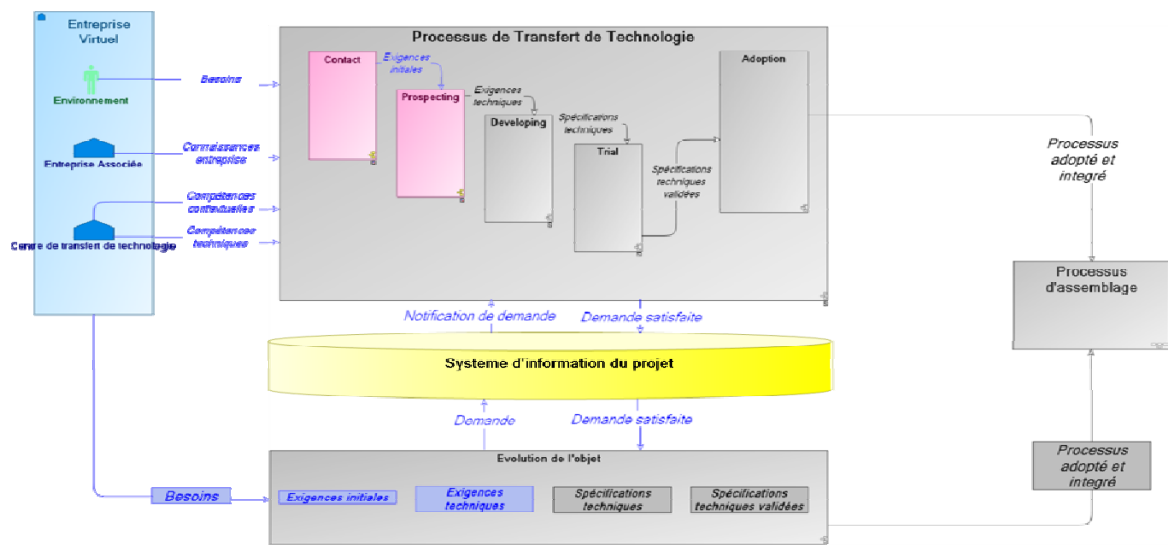 Entreprise
Virtuel
Environnement
Entreprise Associée
Centre de transfert de technologie
Besoins
Connaissances
entreprise
Compétences
contextuelles
Compétences
techniques
Processus de Transfert de Technologie
Contact
Exigences
initiales
Prospecting
Exigences
techniques
Developing
Spécifications
techniques
Trial
Spécifications
techniques
validées
Adoption
Processus
adopté et
integré
Processus
d'assemblage
Notification de demande
Demande satisfaite
Systeme d'information du projet
Demande
Demande satisfaite
Evolution de l'objet
Besoins
Exigences initiales
Exigences
techniques
Spécifications
techniques
Spécifications
techniques validées
Processus
adopté et
integré